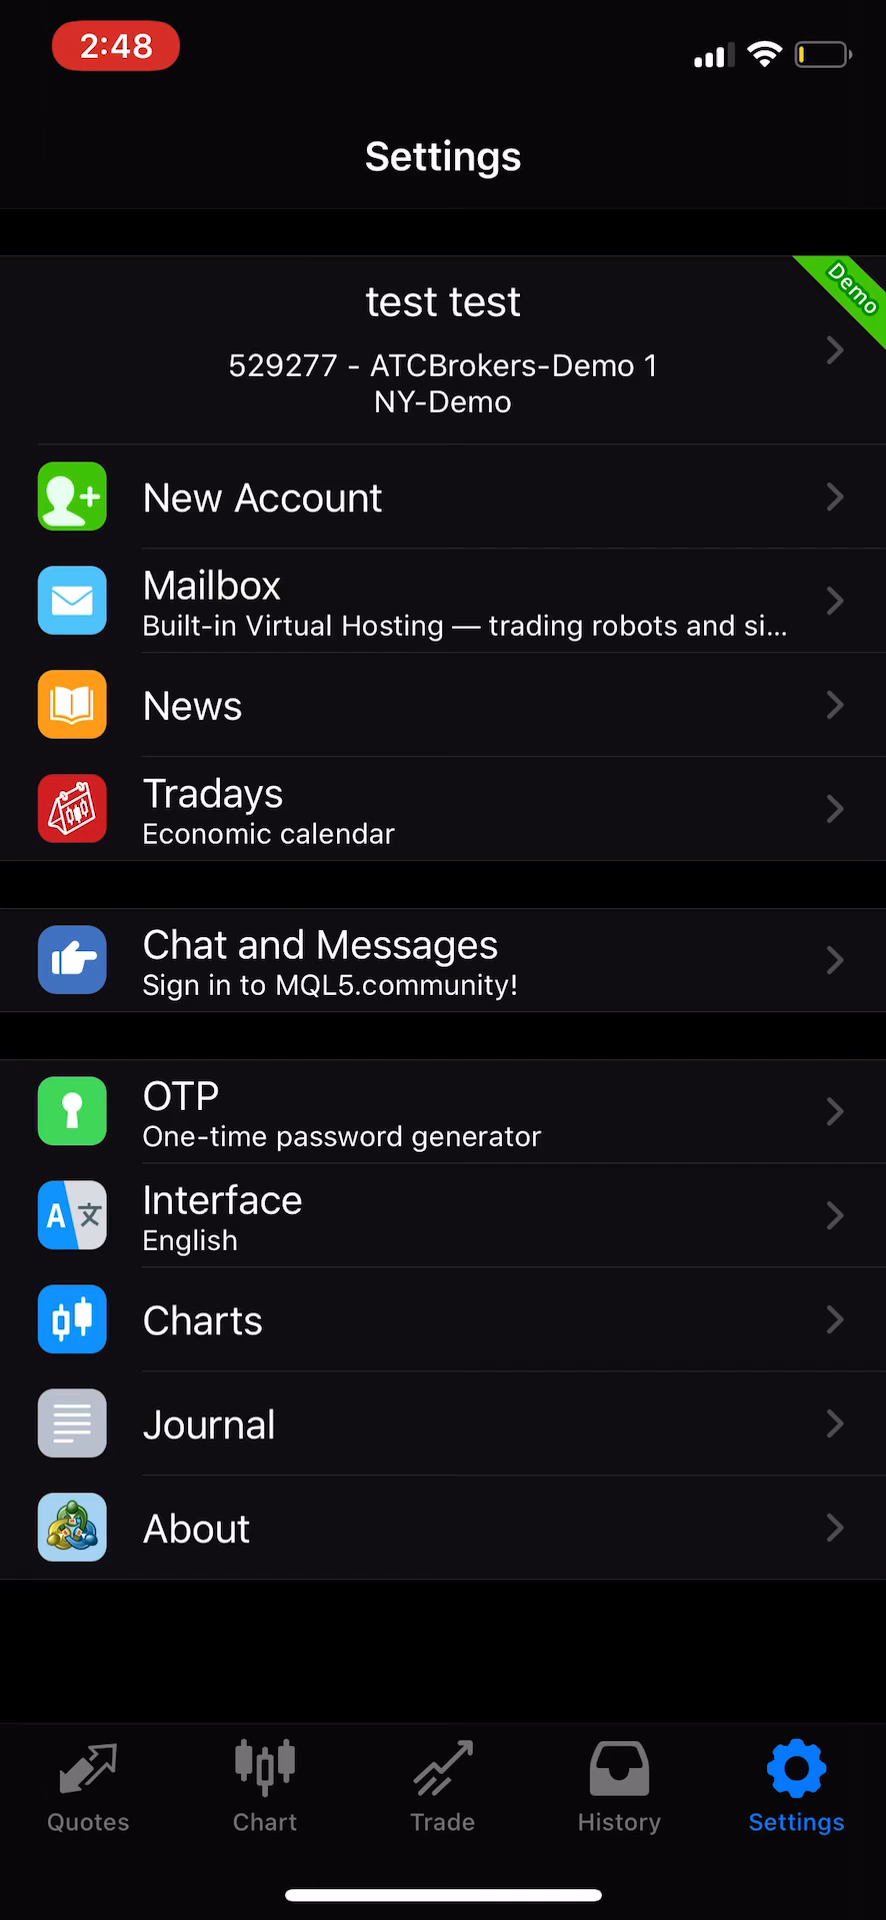 2:48
Settings
Demo
test test
529277 - ATCBrokers-Demo 1
NY-Demo
New Account
Mailbox
Built-in Virtual Hosting — trading robots and si...
News
Tradays
Economic calendar
Chat and Messages
Sign in to MQL5.community!
OTP
One-time password generator
A 文
Interface
English
Charts
Journal
About
Quotes
Chart
Trade
History
Settings